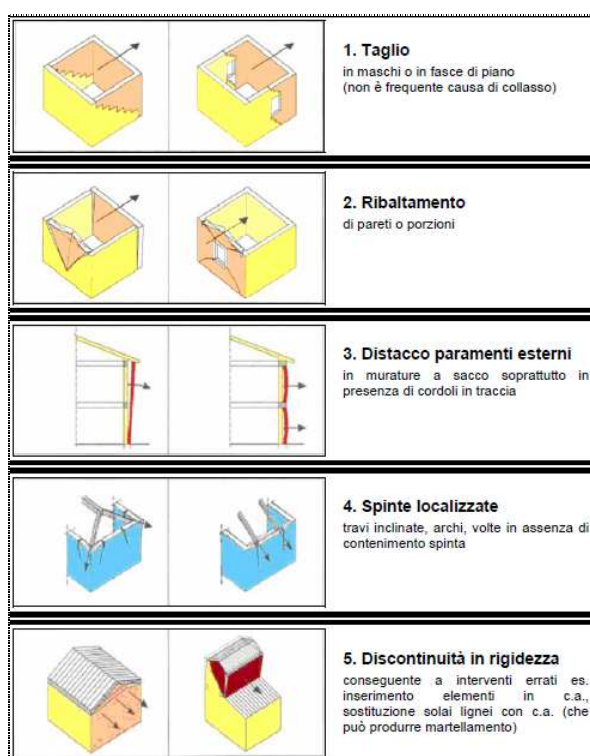 1. Taglio
in maschi o in fasce di piano
(non è frequente causa di collasso)
2. Ribaltamento
di pareti o porzioni
3. Distacco paramenti esterni
in murature a sacco soprattutto in
presenza di cordoli in traccia
4. Spinte localizzate
travi inclinate, archi, volte in assenza di
contenimento spinta
5. Discontinuità in rigidezza
conseguente a interventi errati es.
inserimento elementi in c.a.,
sostituzione solai lignei con c.a. (che
può produrre martellamento)